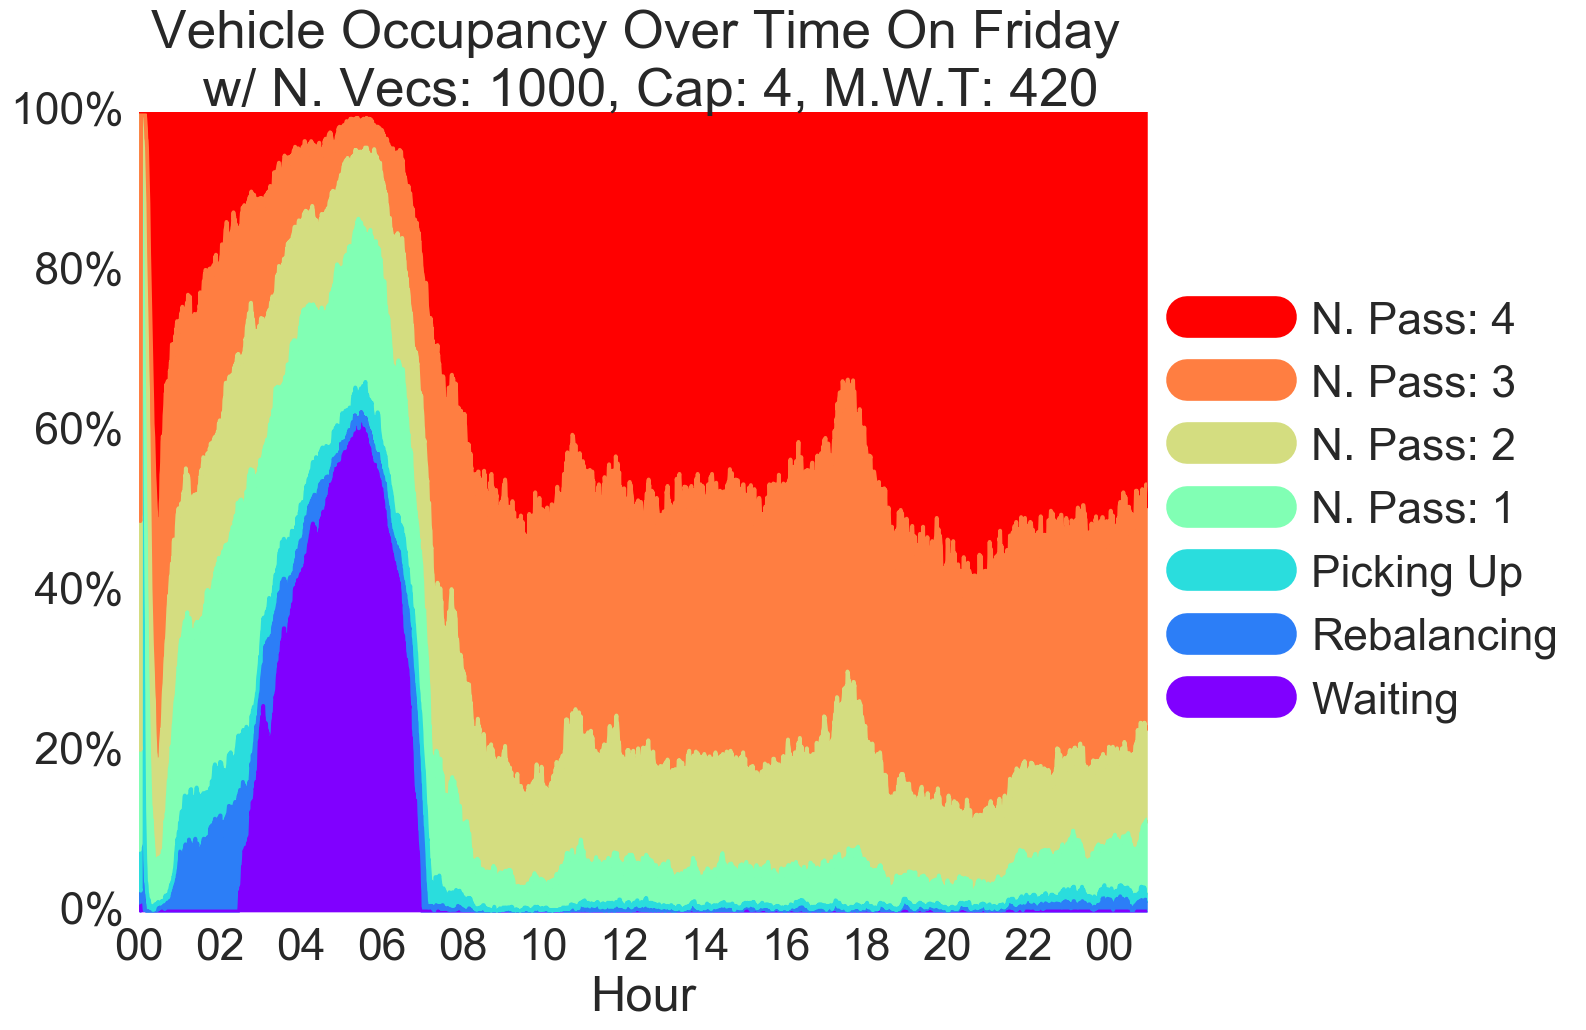 Vehicle Occupancy Over Time On Friday
w/ N. Vecs: 1000, Cap: 4, M.W.T: 420
100%
80%
60%
40%
20%
0%
00 02 04 06 08 10 12 14 16 18 20 22 00
Hour
N. Pass: 4
N. Pass: 3
N. Pass: 2
N. Pass: 1
Picking Up
Rebalancing
Waiting